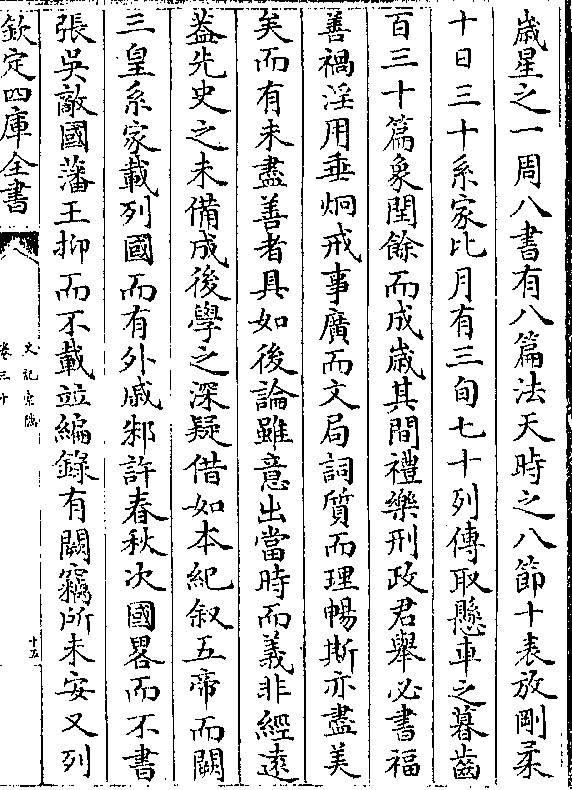 歳星之一周八書有八篇法天時之八節十表放剛柔
十日三十系家比月有三旬七十列傳取懸車之暮齒
百三十篇象閏餘而成歳其間禮樂刑政君舉必書福
善禍淫用垂炯戒事廣而文局詞質而理暢斯亦盡美
矣而有未盡善者具如後論雖意出當時而義非經遠
葢先史之未備成後學之深疑借如本紀叙五帝而闕
三皇系家載列國而有外戚邾許春秋次國畧而不書
張吳敵國藩王抑而不載並編錄有闕竊所未安又列
欽定四庫全書
史記索隱
卷三十
十五